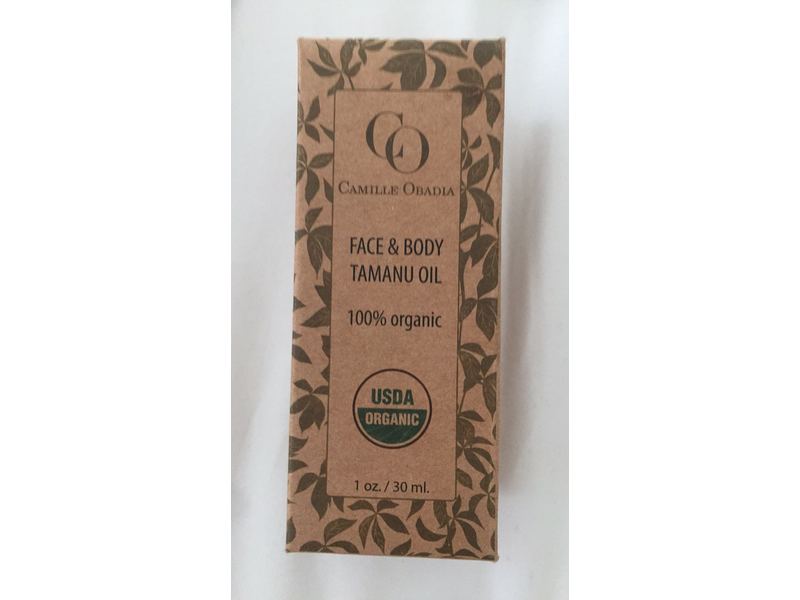 CO
CAMILLE OBADIA
FACE & BODY
TAMANU OIL
100% organic
USDA
ORGANIC
1 oz. / 30 ml.